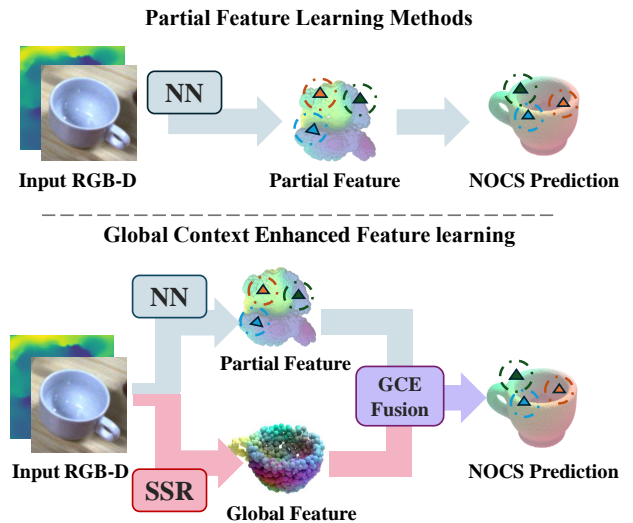 Partial Feature Learning Methods
NN
Input RGB-D
Partial Feature
NOCS Prediction
Global Context Enhanced Feature learning
NN
Partial Feature
GCE
Fusion
Input RGB-D
SSR
Global Feature
NOCS Prediction